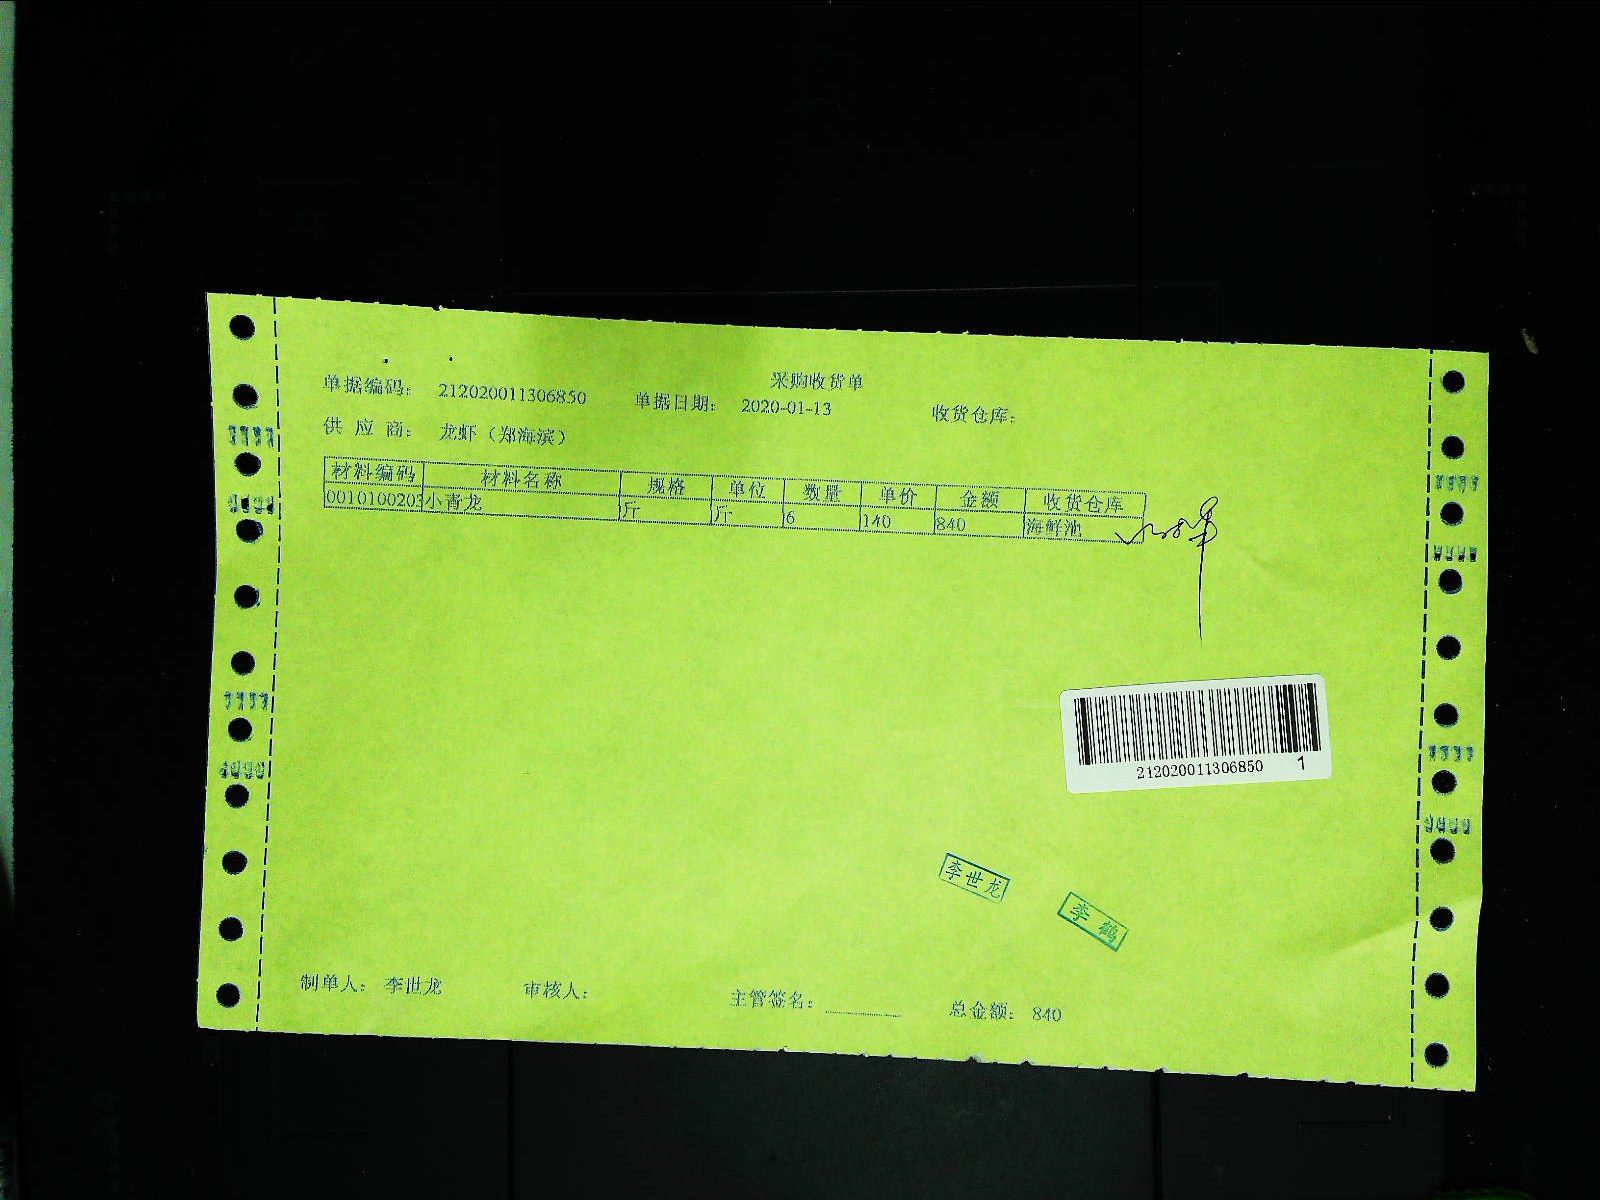 采购收货单
单据编码： 212020011306850 单据日期： 2020-01-13 收货仓库：
供 应 商： 龙虾（郑海滨）
材料编码 材料名称 规格 单位 数量 单价 金额 收货仓库
0010100203 小青龙 斤 斤 6 140 840 海鲜池
212020011306850 1
李世龙
李鹤
制单人： 李世龙 审核人： 主管签名： 总金额： 840